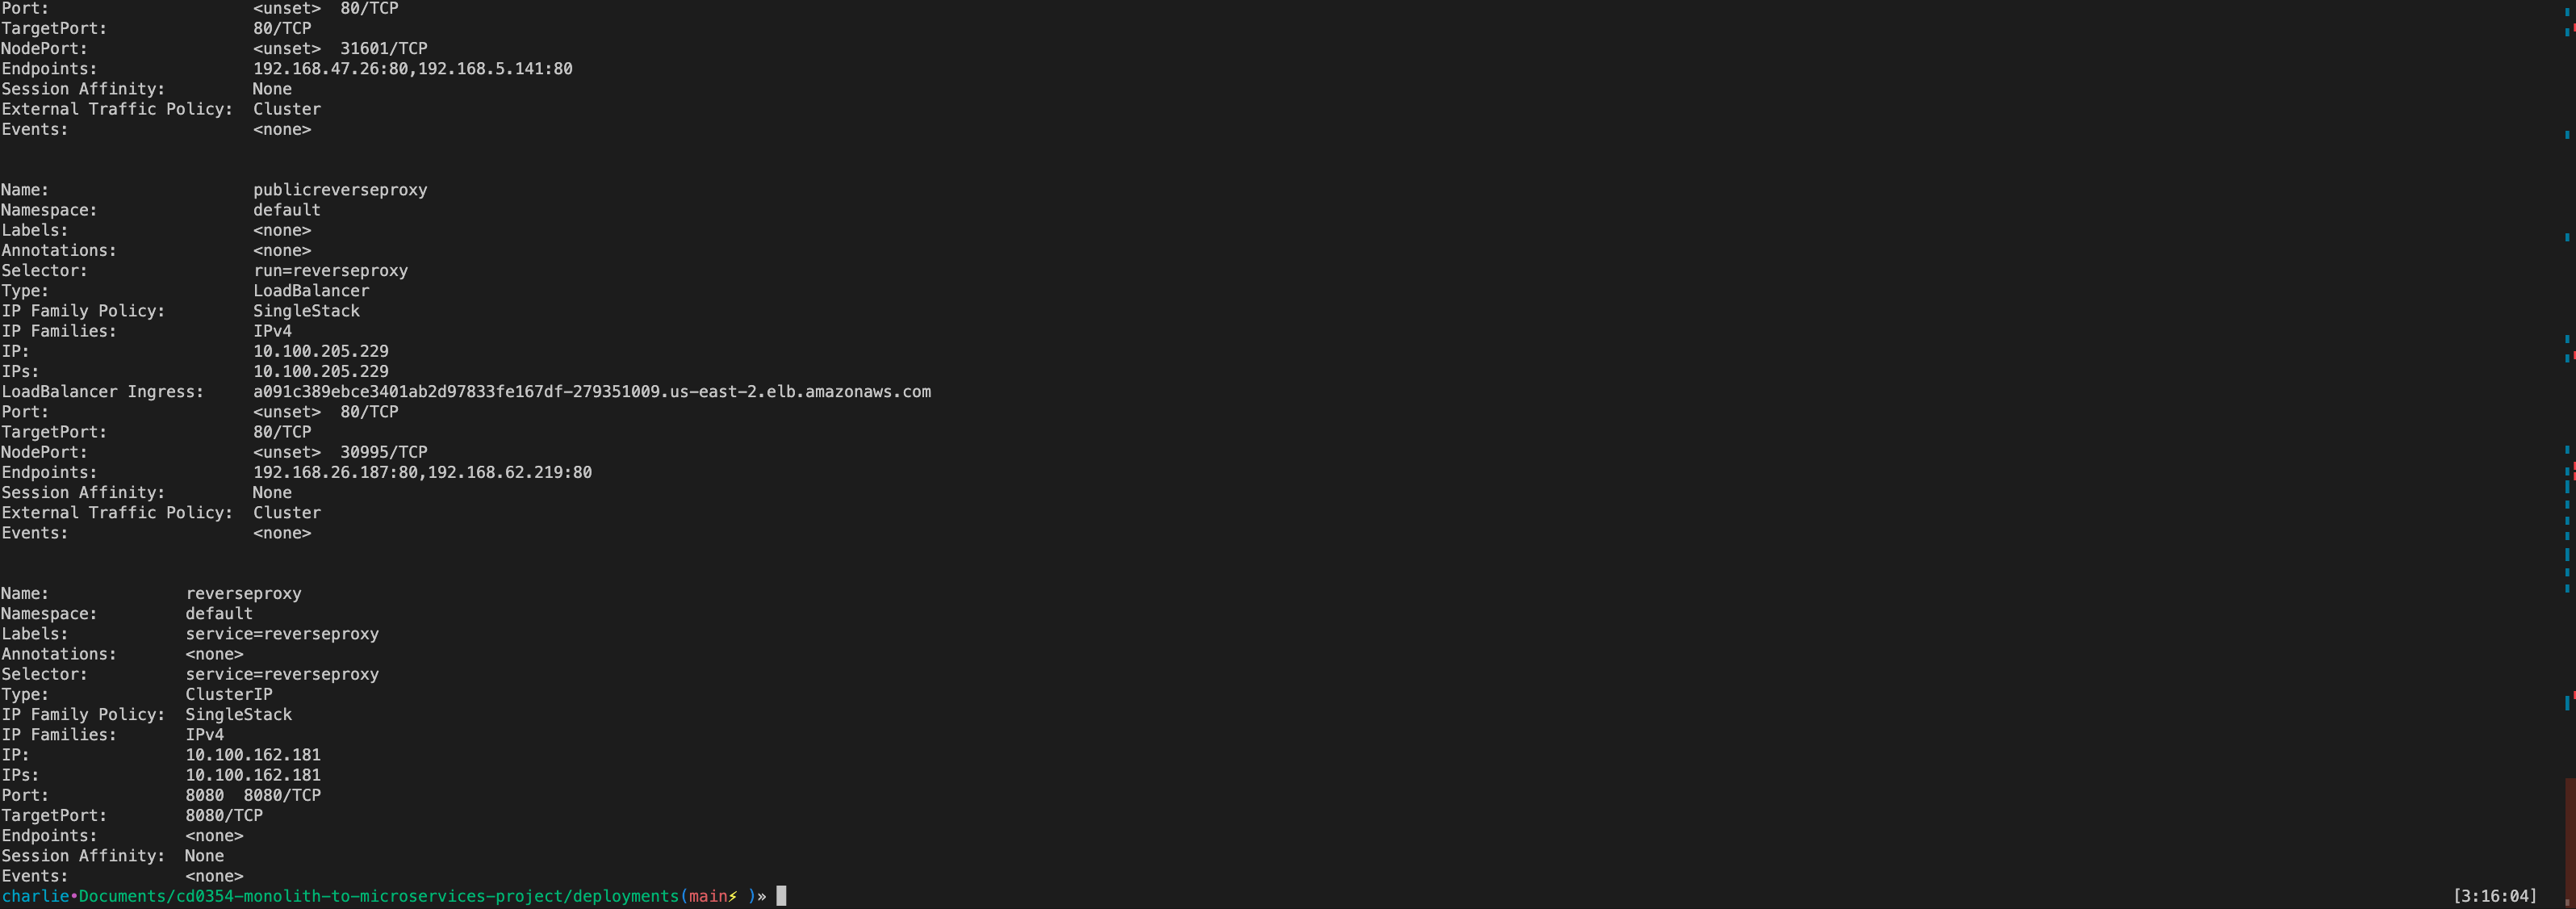 Port:                     <unset>  80/TCP
TargetPort:               80/TCP
NodePort:                 <unset>  31601/TCP
Endpoints:                192.168.47.26:80,192.168.5.141:80
Session Affinity:         None
External Traffic Policy:  Cluster
Events:                   <none>
Name:                     publicreverseproxy
Namespace:                default
Labels:                   <none>
Annotations:              <none>
Selector:                 run=reverseproxy
Type:                     LoadBalancer
IP Family Policy:         SingleStack
IP Families:              IPv4
IP:                       10.100.205.229
IPs:                      10.100.205.229
LoadBalancer Ingress:     a091c389ebce3401ab2d97833fe167df-279351009.us-east-2.elb.amazonaws.com
Port:                     <unset>  80/TCP
TargetPort:               80/TCP
NodePort:                 <unset>  30995/TCP
Endpoints:                192.168.26.187:80,192.168.62.219:80
Session Affinity:         None
External Traffic Policy:  Cluster
Events:                   <none>
Name:              reverseproxy
Namespace:         default
Labels:            service=reverseproxy
Annotations:       <none>
Selector:          service=reverseproxy
Type:              ClusterIP
IP Family Policy:  SingleStack
IP Families:       IPv4
IP:                10.100.162.181
IPs:               10.100.162.181
Port:              8080  8080/TCP
TargetPort:        8080/TCP
Endpoints:         <none>
Session Affinity:  None
Events:            <none>
charlie•Documents/cd0354-monolith-to-microservices-project/deployments(main⚡ )» [3:16:04]